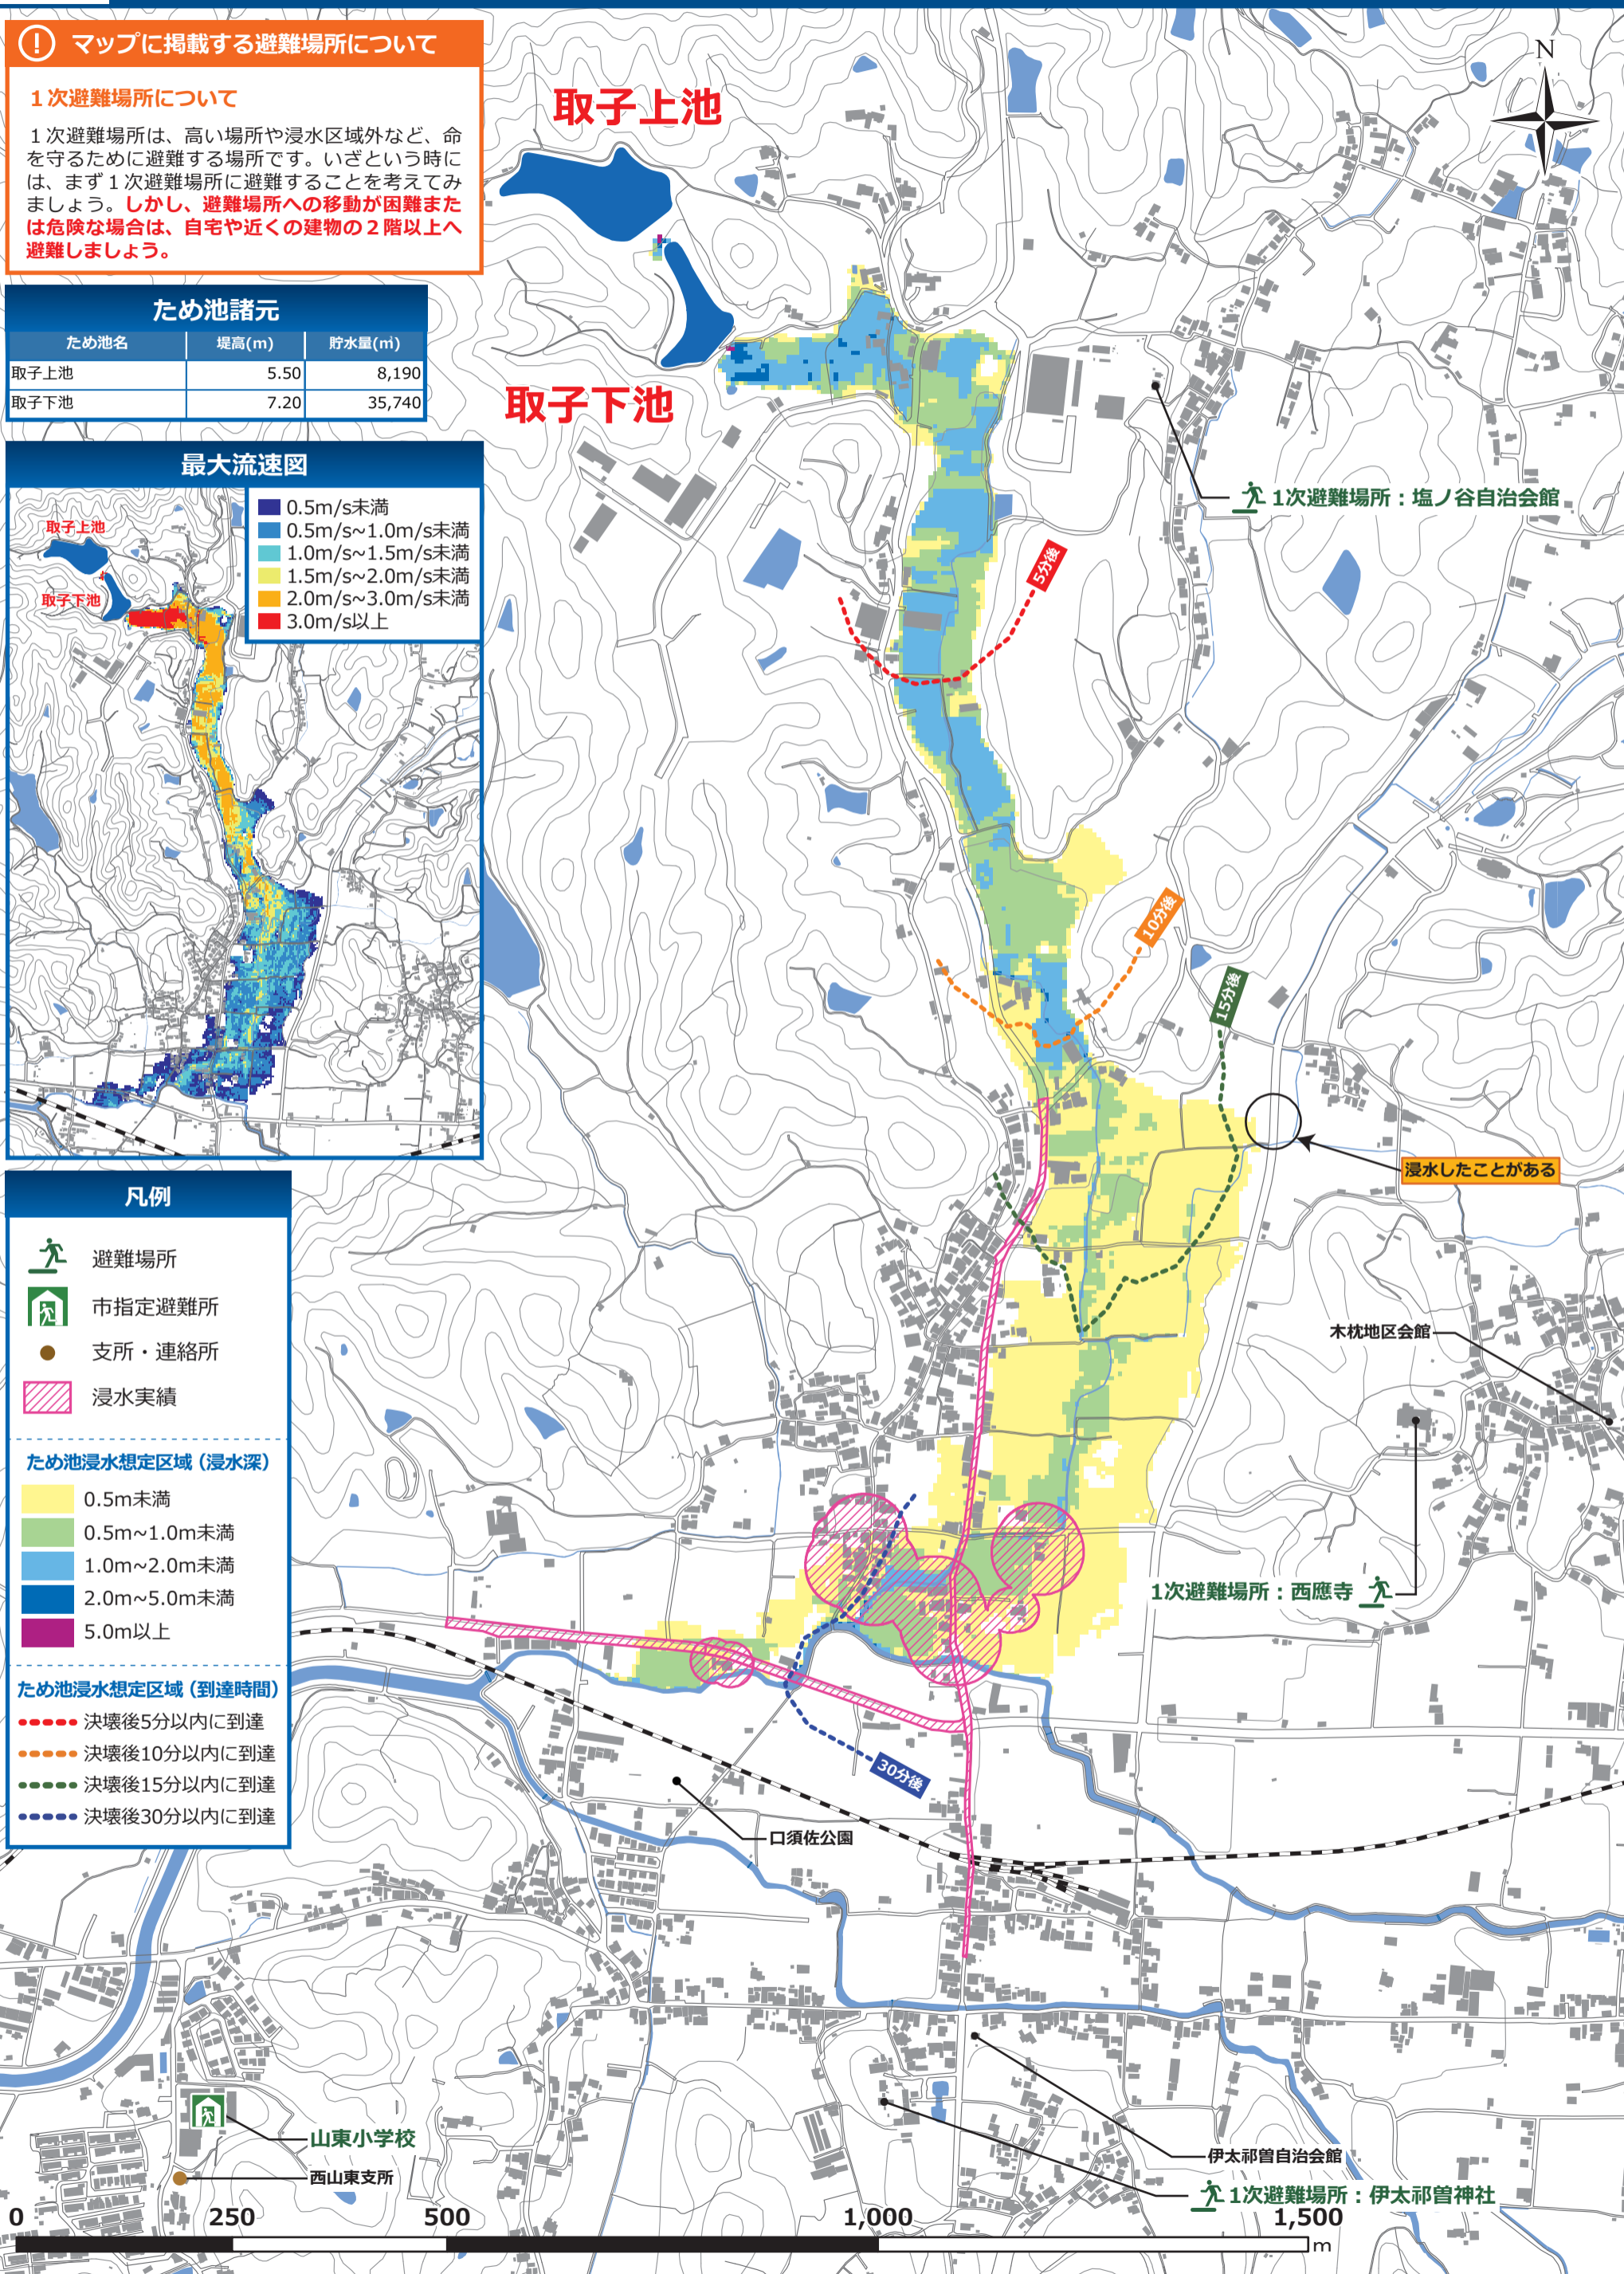 マップに掲載する避難場所について
1次避難場所について
1次避難場所は、高い場所や浸水区域外など、命
を守るために避難する場所です。いざという時に
は、まず1次避難場所に避難することを考えてみ
ましょう。しかし、避難場所への移動が困難また
は危険な場合は、自宅や近くの建物の2階以上へ
避難しましょう。
ため池諸元
ため池名 堤高(m) 貯水量(㎥)
取子上池 5.50 8,190
取子下池 7.20 35,740
最大流速図
0.5m/s未満
0.5m/s~1.0m/s未満
1.0m/s~1.5m/s未満
1.5m/s~2.0m/s未満
2.0m/s~3.0m/s未満
3.0m/s以上
取子上池
取子下池
凡例
避難場所
市指定避難所
支所・連絡所
浸水実績
ため池浸水想定区域（浸水深）
0.5m未満
0.5m~1.0m未満
1.0m~2.0m未満
2.0m~5.0m未満
5.0m以上
ため池浸水想定区域（到達時間）
決壊後5分以内に到達
決壊後10分以内に到達
決壊後15分以内に到達
決壊後30分以内に到達
N
取子上池
取子下池
1次避難場所：塩ノ谷自治会館
5分後
10分後
15分後
浸水したことがある
木枕地区会館
1次避難場所：西應寺
30分後
口須佐公園
山東小学校
西山東支所
伊太祁曽自治会館
1次避難場所：伊太祁曽神社
0 250 500 1,000 1,500
m